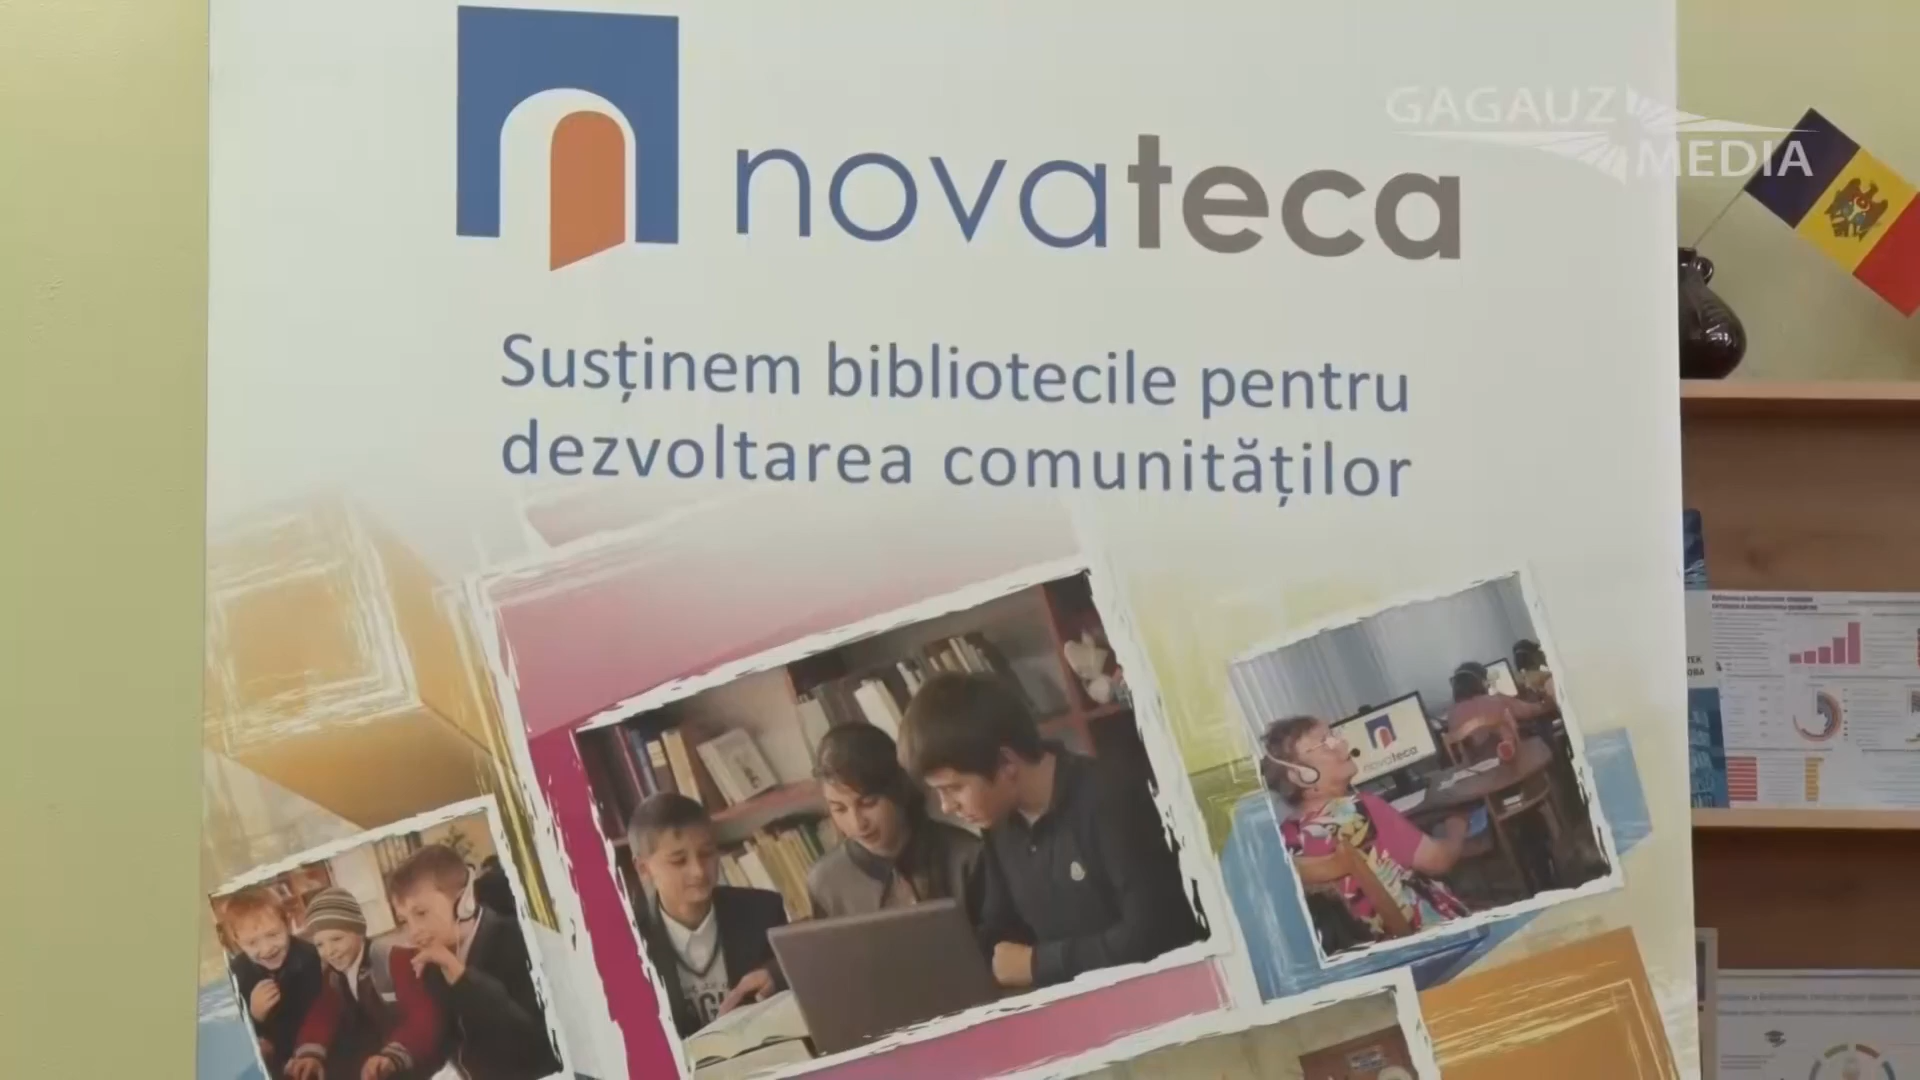 GAGAUZ
MEDIA
novateca
Susținem bibliotecile pentru
dezvoltarea comunităților
novateca